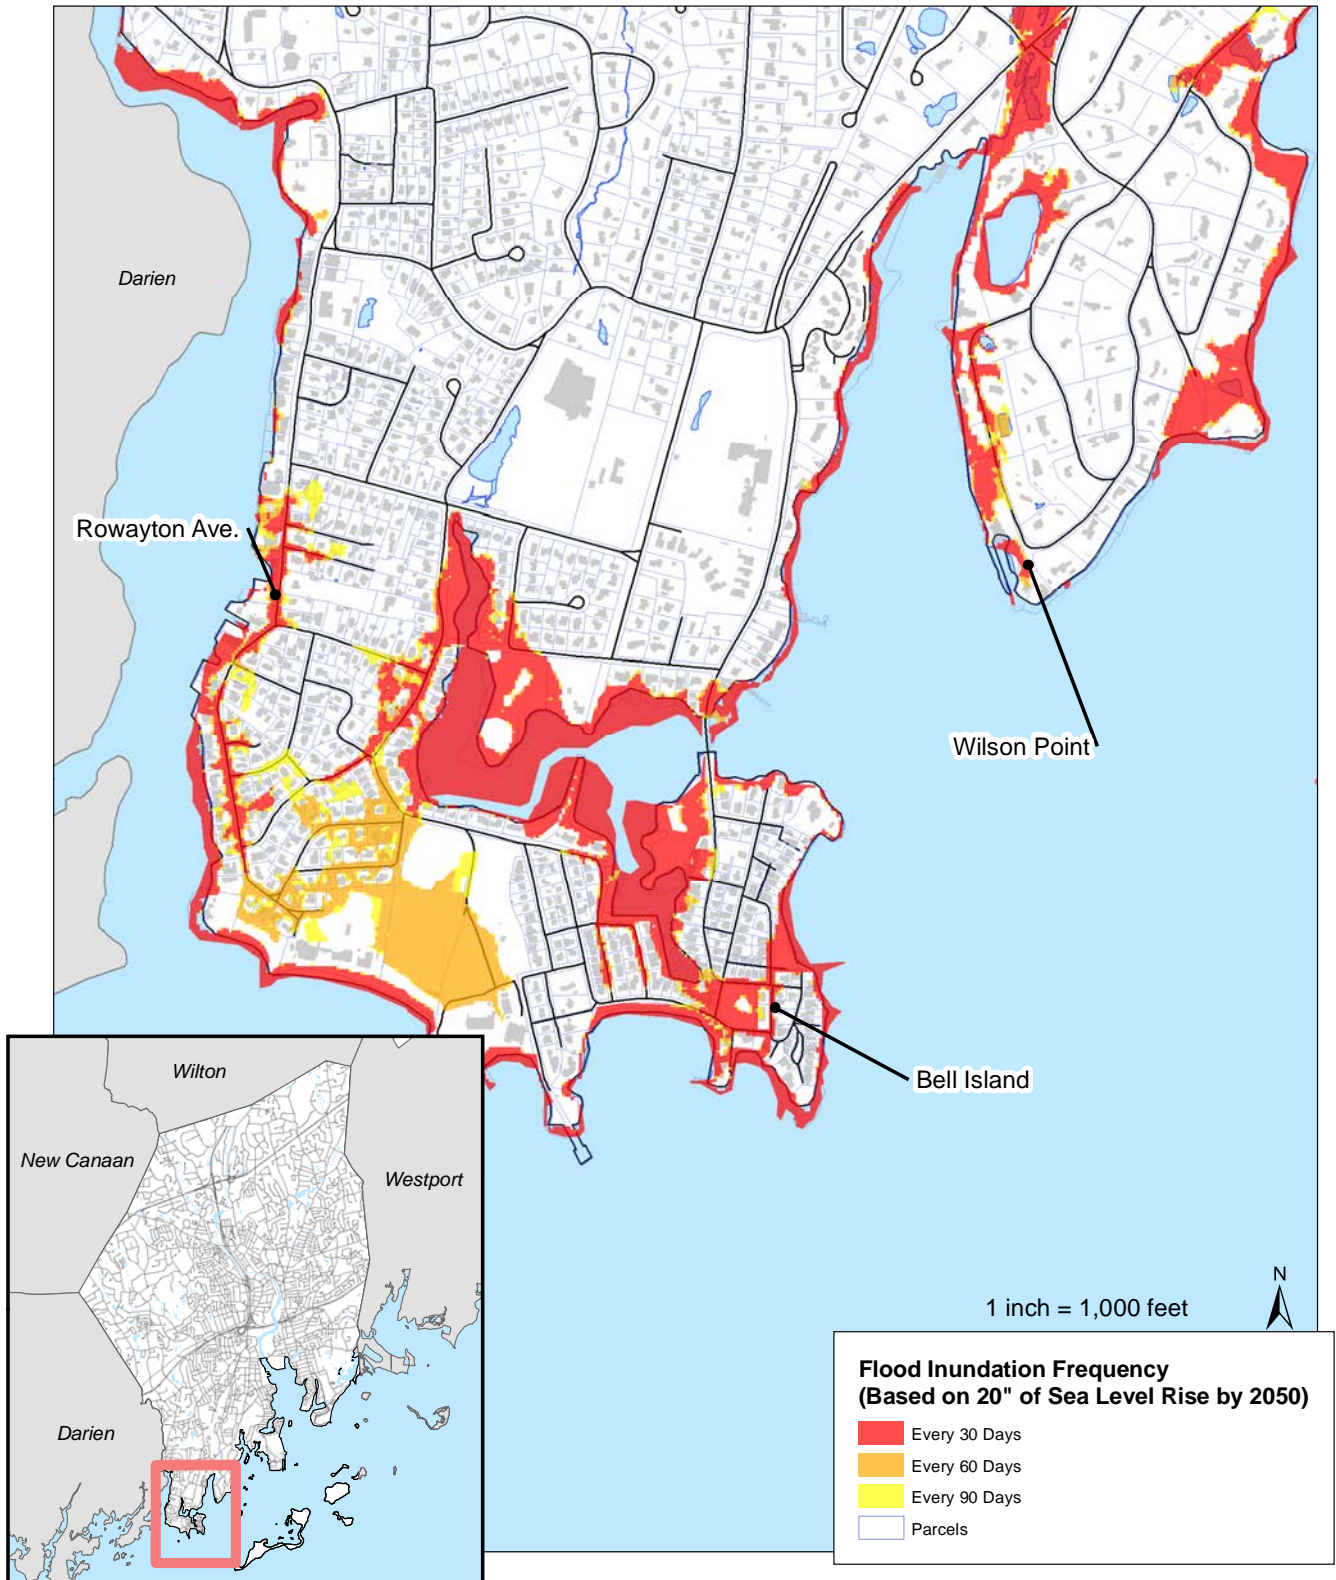 Darien
Rowayton Ave.
Wilson Point
Bell Island
Wilton
New Canaan
Westport
Darien
N
1 inch = 1,000 feet
Flood Inundation Frequency
(Based on 20" of Sea Level Rise by 2050)
Every 30 Days
Every 60 Days
Every 90 Days
Parcels